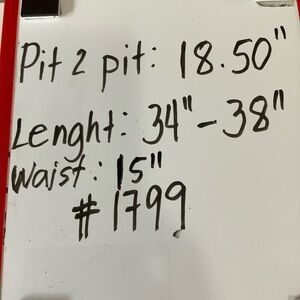 Pit 2 pit: 18.50"
Lenght: 34"-38"
Waist: 15"
#1799